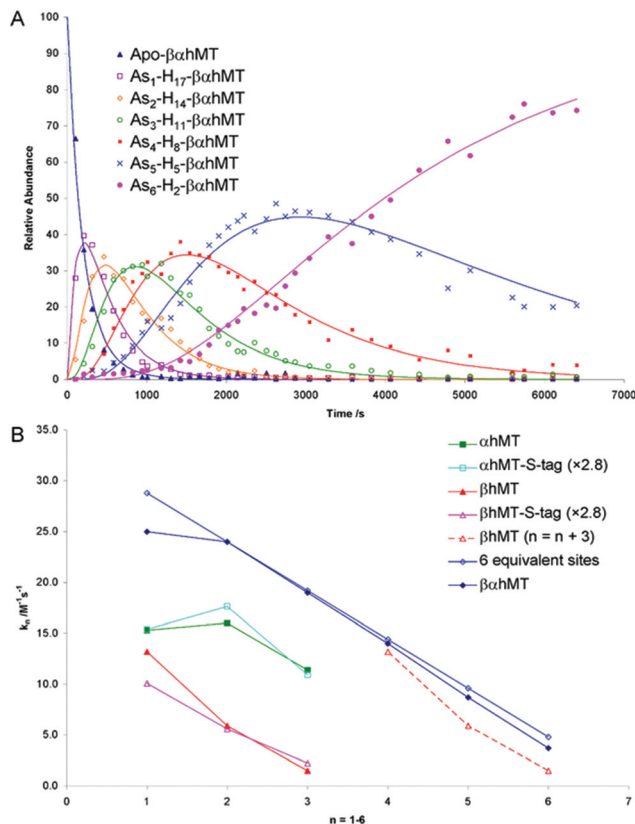 A
100
90
80
70
60
50
40
30
20
10
0
Relative Abundance
Apo-βαhMT
As₁-H₁₇-βαhMT
As₂-H₁₄-βαhMT
As₃-H₁₁-βαhMT
As₄-H₈-βαhMT
As₅-H₅-βαhMT
As₆-H₂-βαhMT
0 1000 2000 3000 4000 5000 6000 7000
Time /s
B
35.0
30.0
25.0
20.0
15.0
10.0
5.0
0.0
kₙ /M⁻¹s⁻¹
αhMT
αhMT-S-tag (×2.8)
βhMT
βhMT-S-tag (×2.8)
βhMT (n = n + 3)
6 equivalent sites
βαhMT
0 1 2 3 4 5 6 7
n = 1-6